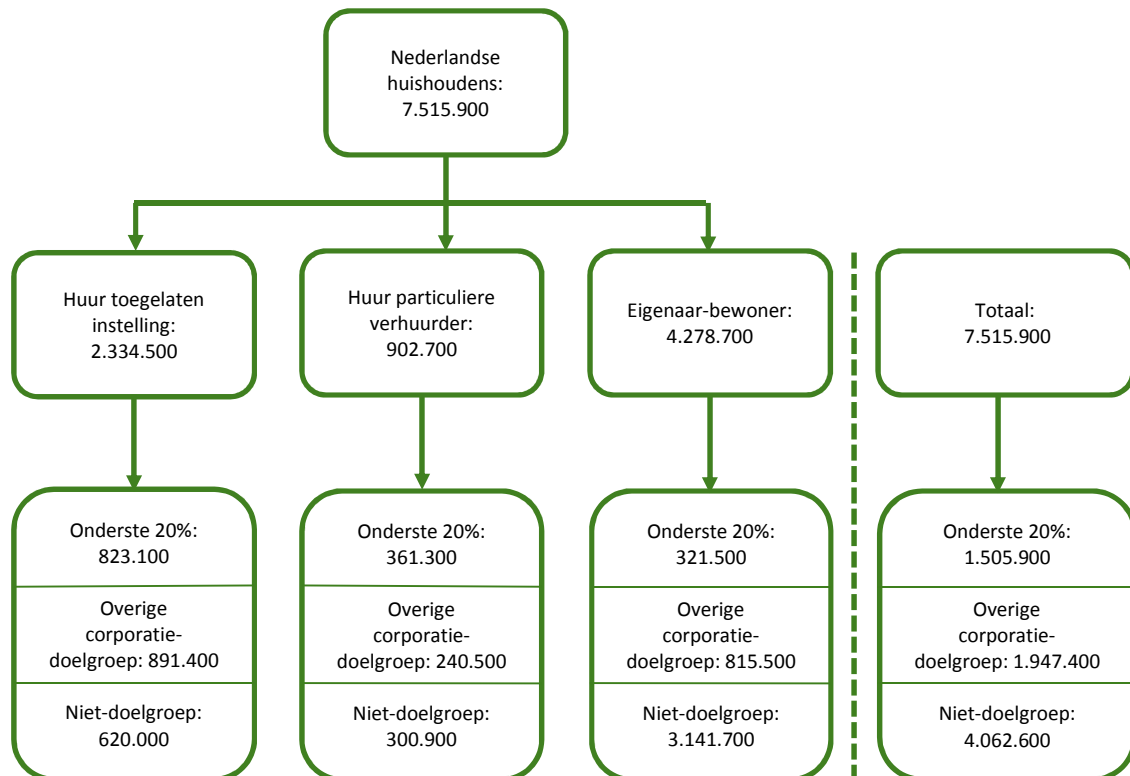 Nederlandse
huishoudens:
7.515.900
Huur toegelaten
instelling:
2.334.500
Huur particuliere
verhuurder:
902.700
Eigenaar-bewoner:
4.278.700
Totaal:
7.515.900
Onderste 20%:
823.100
Overige
corporatie-
doelgroep: 891.400
Niet-doelgroep:
620.000
Onderste 20%:
361.300
Overige
corporatie-
doelgroep: 240.500
Niet-doelgroep:
300.900
Onderste 20%:
321.500
Overige
corporatie-
doelgroep: 815.500
Niet-doelgroep:
3.141.700
Onderste 20%:
1.505.900
Overige
corporatie-
doelgroep: 1.947.400
Niet-doelgroep:
4.062.600